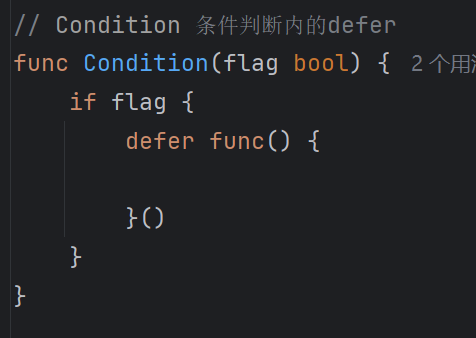 // Condition 条件判断内的defer
func Condition(flag bool) { 2个用
    if flag {
        defer func() {
        }()
    }
}